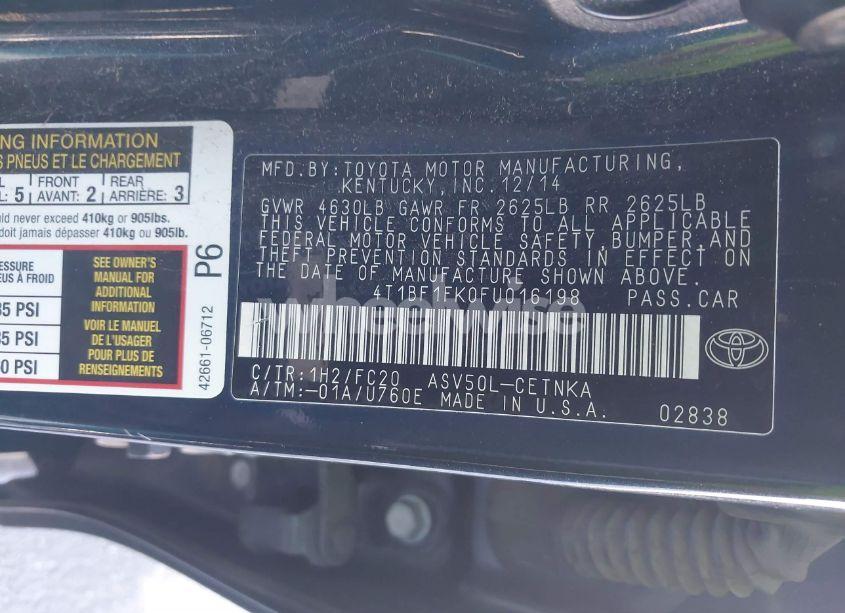 NG INFORMATION
S PNEUS ET LE CHARGEMENT
L FRONT REAR
L: 5 AVANT: 2 ARRIÈRE: 3
uld never exceed 410kg or 905lbs.
doit jamais dépasser 410kg ou 905lb.
ESSURE
EUS À FROID
35 PSI
35 PSI
0 PSI
SEE OWNER'S
MANUAL FOR
ADDITIONAL
INFORMATION
VOIR LE MANUEL
DE L'USAGER
POUR PLUS DE
RENSEIGNEMENTS
P6
42661-06712
MFD.BY:TOYOTA MOTOR MANUFACTURING,
KENTUCKY,INC.12/14
GVWR 4630LB GAWR FR 2625LB RR 2625LB
THIS VEHICLE CONFORMS TO ALL APPLICABLE
FEDERAL MOTOR VEHICLE SAFETY,BUMPER,AND
THEFT PREVENTION STANDARDS IN EFFECT ON
THE DATE OF MANUFACTURE SHOWN ABOVE.
4T1BF1FK0FU016198 PASS.CAR
wheelwise
C/TR:1H2/FC20 ASV50L-CETNKA
A/TM:-01A/U760E MADE IN U.S.A.
02838